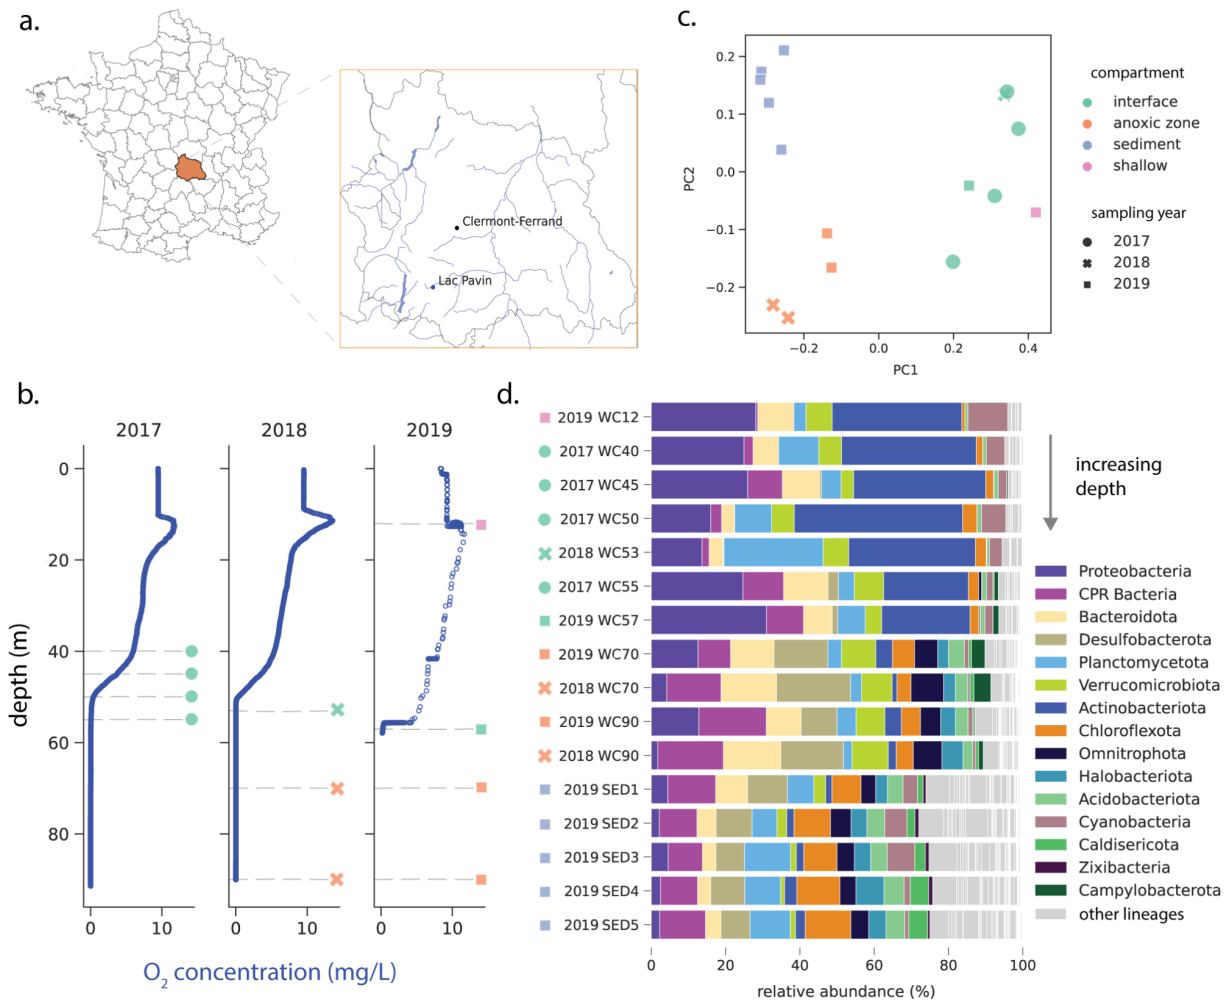 a.
Clermont-Ferrand
Lac Pavin
c.
0.2
0.1
0.0
−0.1
−0.2
PC2
−0.2
0.0
0.2
0.4
PC1
compartment
interface
anoxic zone
sediment
shallow
sampling year
2017
2018
2019
b.
2017
2018
2019
0
20
40
60
80
depth (m)
0
10
0
10
0
10
O2 concentration (mg/L)
d.
2019 WC12
2017 WC40
2017 WC45
2017 WC50
2018 WC53
2017 WC55
2019 WC57
2019 WC70
2018 WC70
2019 WC90
2018 WC90
2019 SED1
2019 SED2
2019 SED3
2019 SED4
2019 SED5
0
20
40
60
80
100
relative abundance (%)
increasing
depth
Proteobacteria
CPR Bacteria
Bacteroidota
Desulfobacterota
Planctomycetota
Verrucomicrobiota
Actinobacteriota
Chloroflexota
Omnitrophota
Halobacteriota
Acidobacteriota
Cyanobacteria
Caldisericota
Zixibacteria
Campylobacterota
other lineages